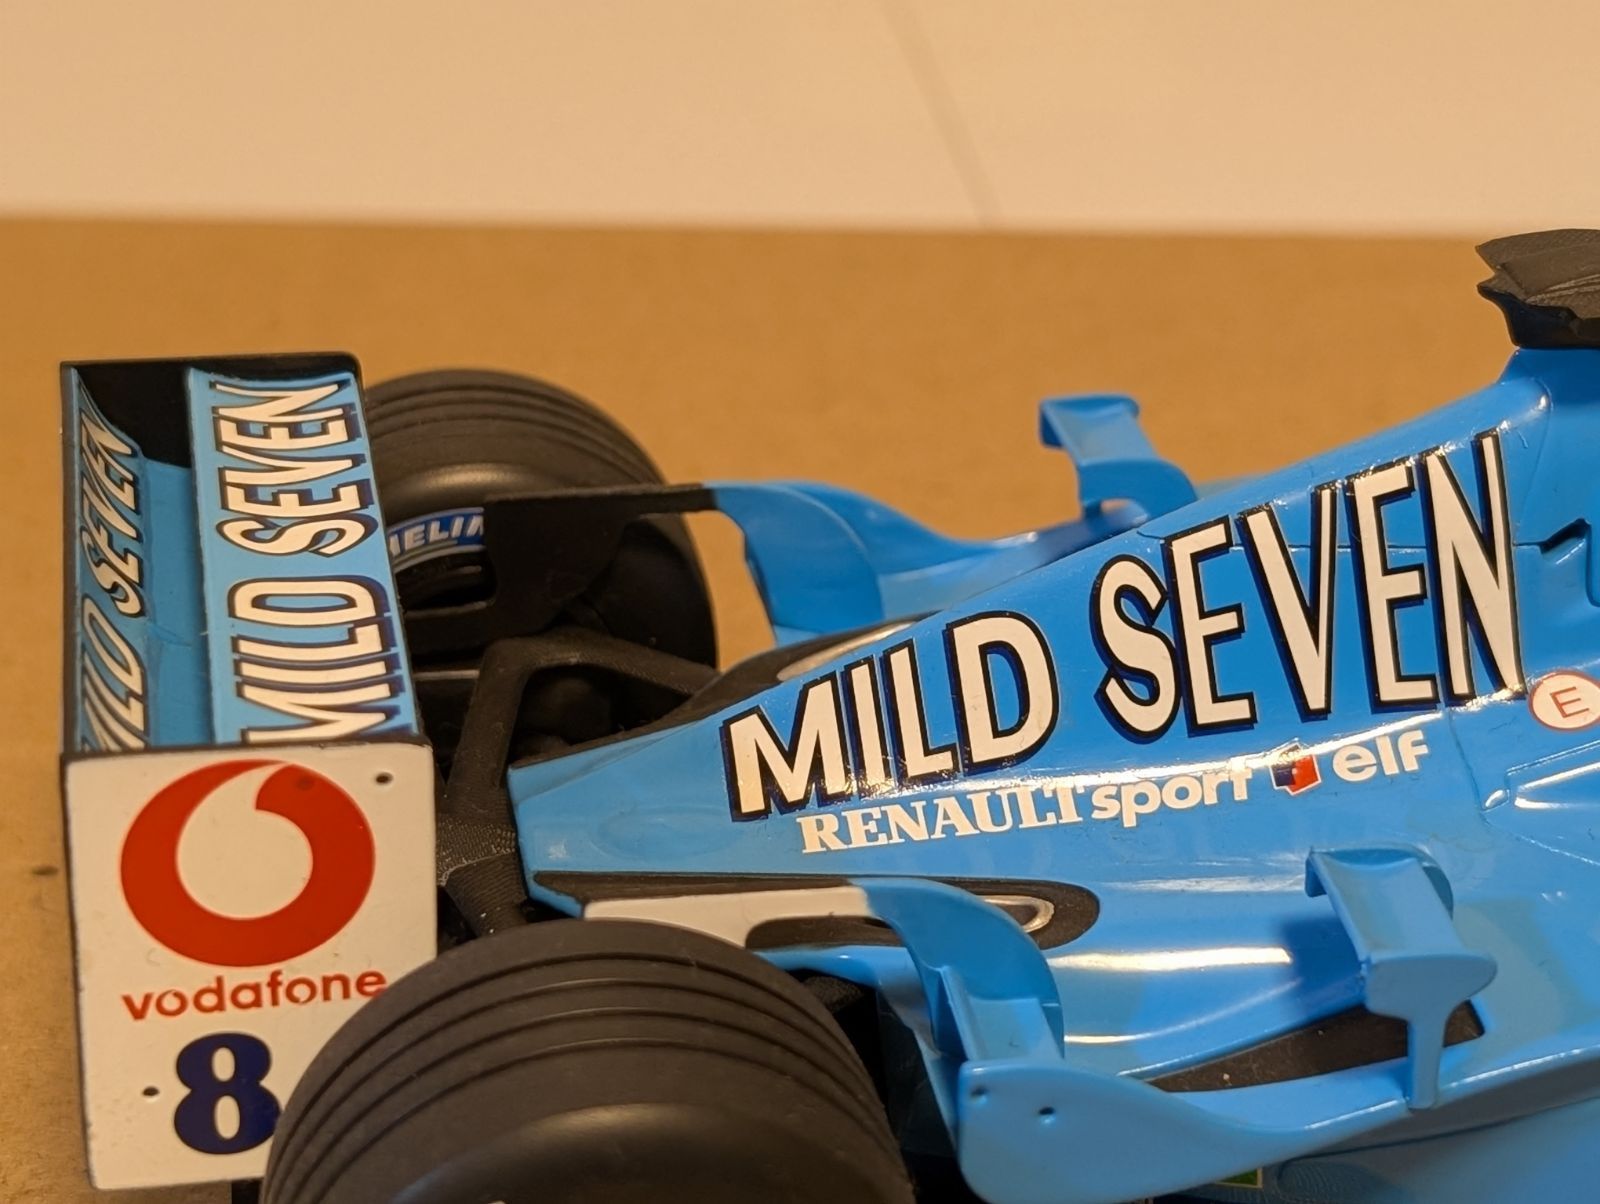 MILD SEVEN
MILD SEVEN
MILD SEVEN
RENAULT sport elf
E
vodafone
8